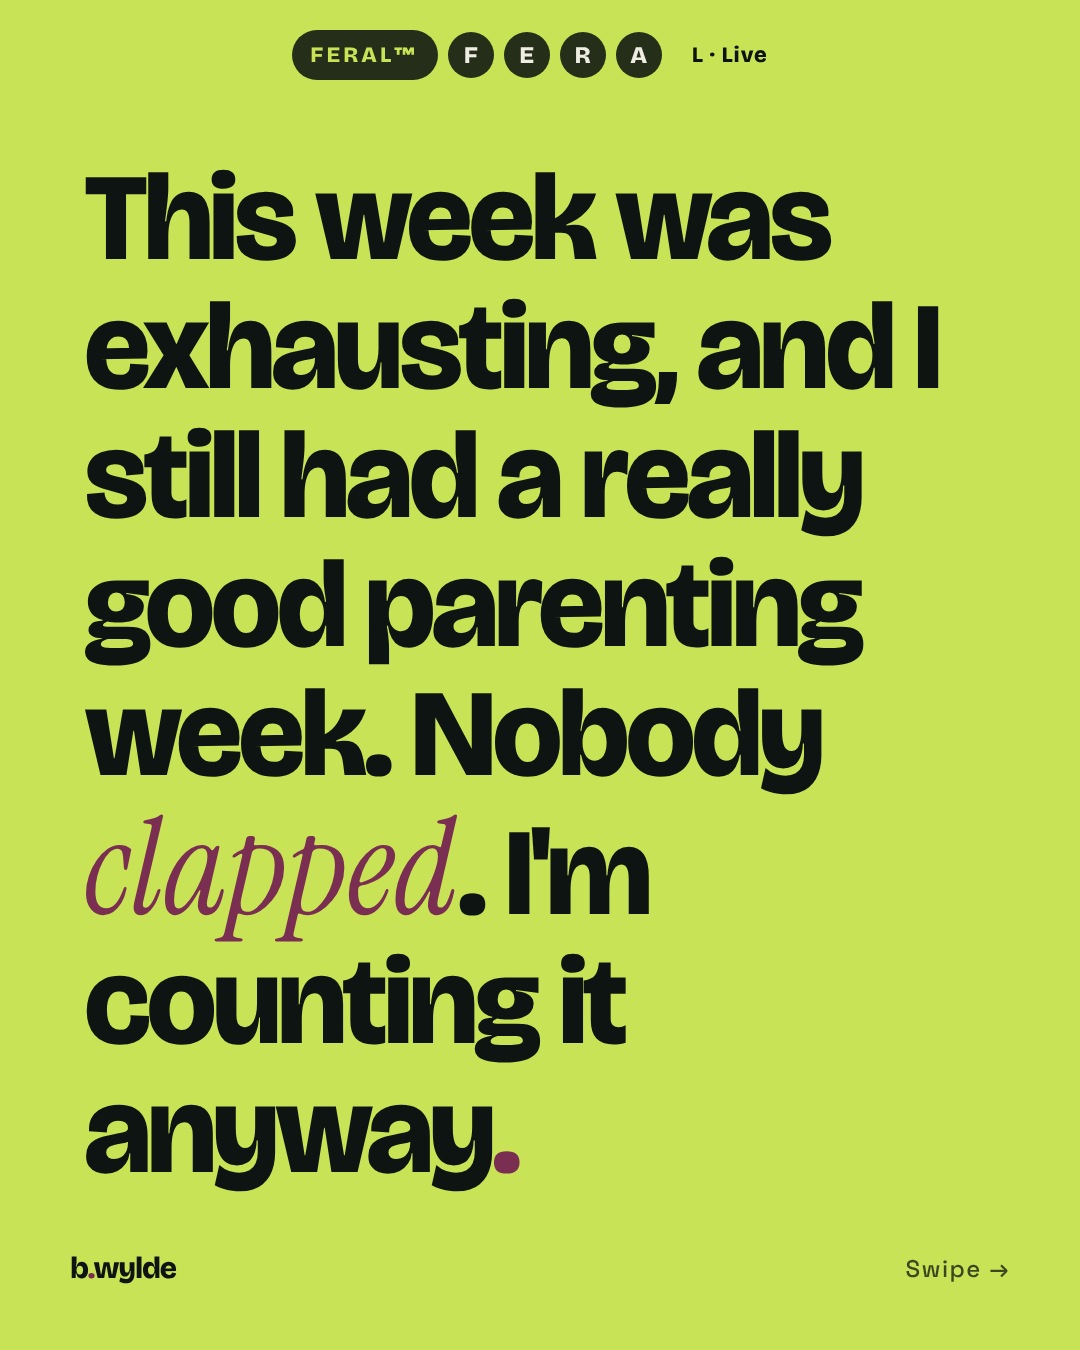 FERAL™ F E R A L · Live
This week was
exhausting, and I
still had a really
good parenting
week. Nobody
clapped. I'm
counting it
anyway.
b.wylde
Swipe →